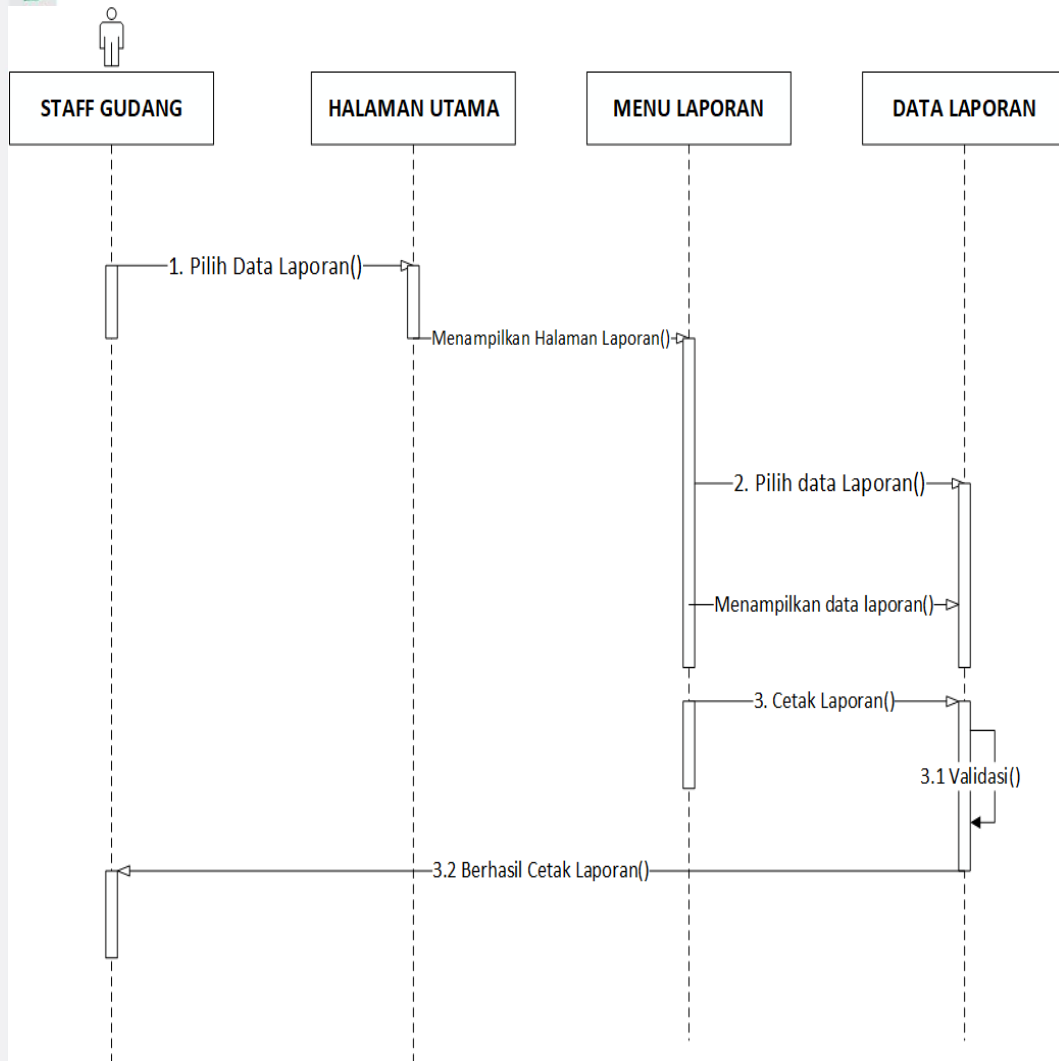 STAFF GUDANG
HALAMAN UTAMA
MENU LAPORAN
DATA LAPORAN
1. Pilih Data Laporan()
Menampilkan Halaman Laporan()
2. Pilih data Laporan()
Menampilkan data laporan()
3. Cetak Laporan()
3.1 Validasi()
3.2 Berhasil Cetak Laporan()